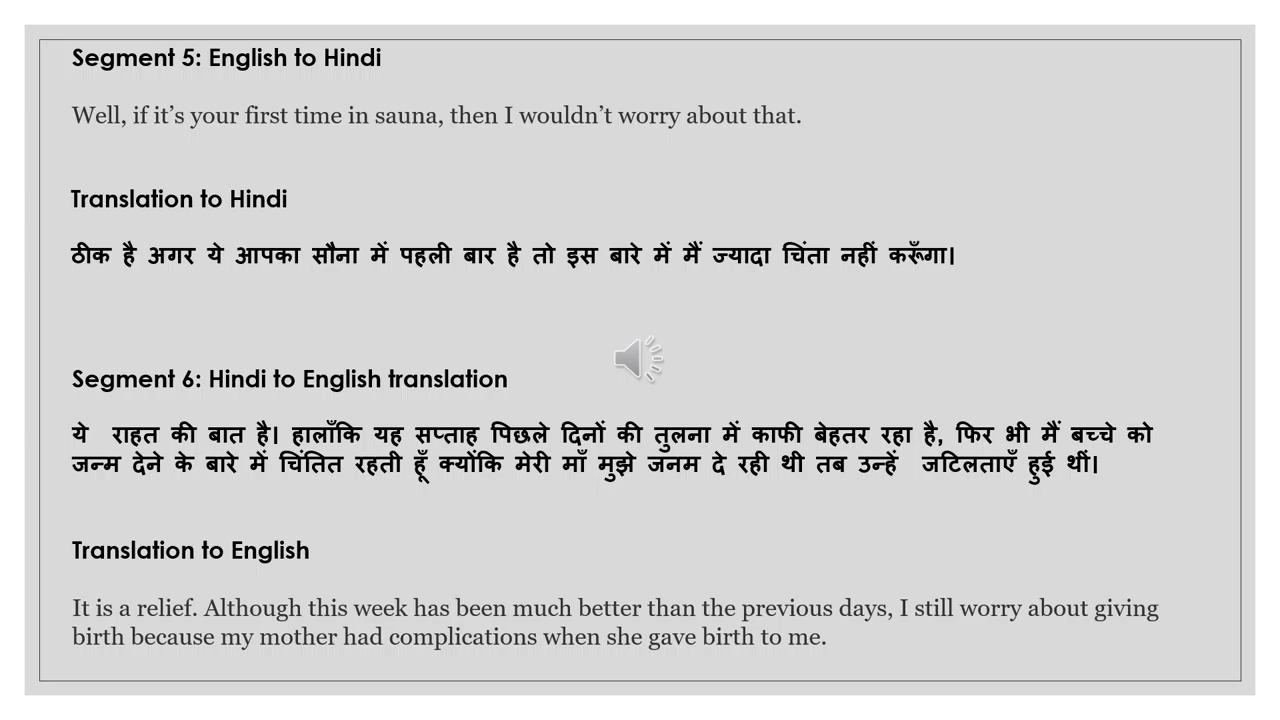 Segment 5: English to Hindi
Well, if it’s your first time in sauna, then I wouldn’t worry about that.
Translation to Hindi
ठीक है अगर ये आपका सौना में पहली बार है तो इस बारे में मैं ज्यादा चिंता नहीं करूँगा।
Segment 6: Hindi to English translation
ये राहत की बात है। हालाँकि यह सप्ताह पिछले दिनों की तुलना में काफी बेहतर रहा है, फिर भी मैं बच्चे को
जन्म देने के बारे में चिंतित रहती हूँ क्योंकि मेरी माँ मुझे जनम दे रही थी तब उन्हें जटिलताएँ हुई थीं।
Translation to English
It is a relief. Although this week has been much better than the previous days, I still worry about giving
birth because my mother had complications when she gave birth to me.